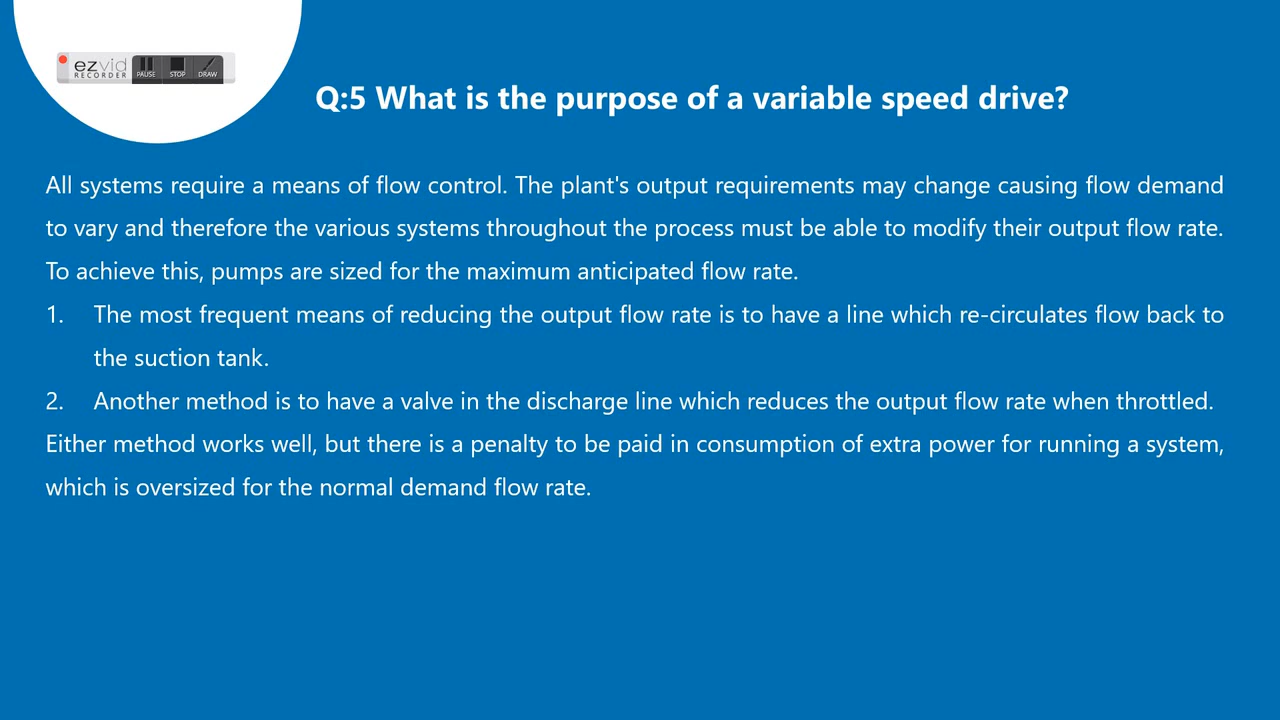 ezvid
RECORDER
PAUSE
STOP
DRAW
Q:5 What is the purpose of a variable speed drive?
All systems require a means of flow control. The plant's output requirements may change causing flow demand
to vary and therefore the various systems throughout the process must be able to modify their output flow rate.
To achieve this, pumps are sized for the maximum anticipated flow rate.
1. The most frequent means of reducing the output flow rate is to have a line which re-circulates flow back to
the suction tank.
2. Another method is to have a valve in the discharge line which reduces the output flow rate when throttled.
Either method works well, but there is a penalty to be paid in consumption of extra power for running a system,
which is oversized for the normal demand flow rate.